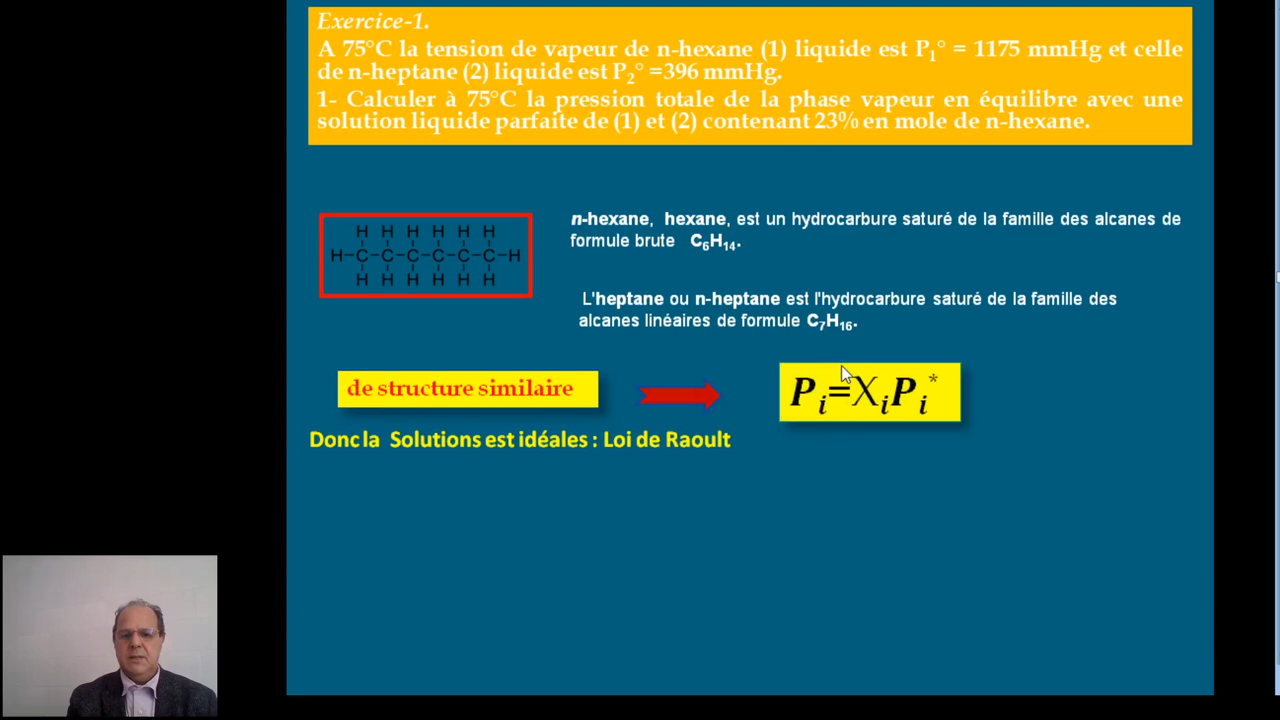 Exercice-1.
A 75°C la tension de vapeur de n-hexane (1) liquide est P₁° = 1175 mmHg et celle
de n-heptane (2) liquide est P₂° =396 mmHg.
1- Calculer à 75°C la pression totale de la phase vapeur en équilibre avec une
solution liquide parfaite de (1) et (2) contenant 23% en mole de n-hexane.
n-hexane, hexane, est un hydrocarbure saturé de la famille des alcanes de
formule brute C₆H₁₄.
H H H H H H
H-C-C-C-C-C-C-H
H H H H H H
L'heptane ou n-heptane est l'hydrocarbure saturé de la famille des
alcanes linéaires de formule C₇H₁₆.
de structure similaire
Pᵢ=XᵢPᵢ*
Donc la Solutions est idéales : Loi de Raoult